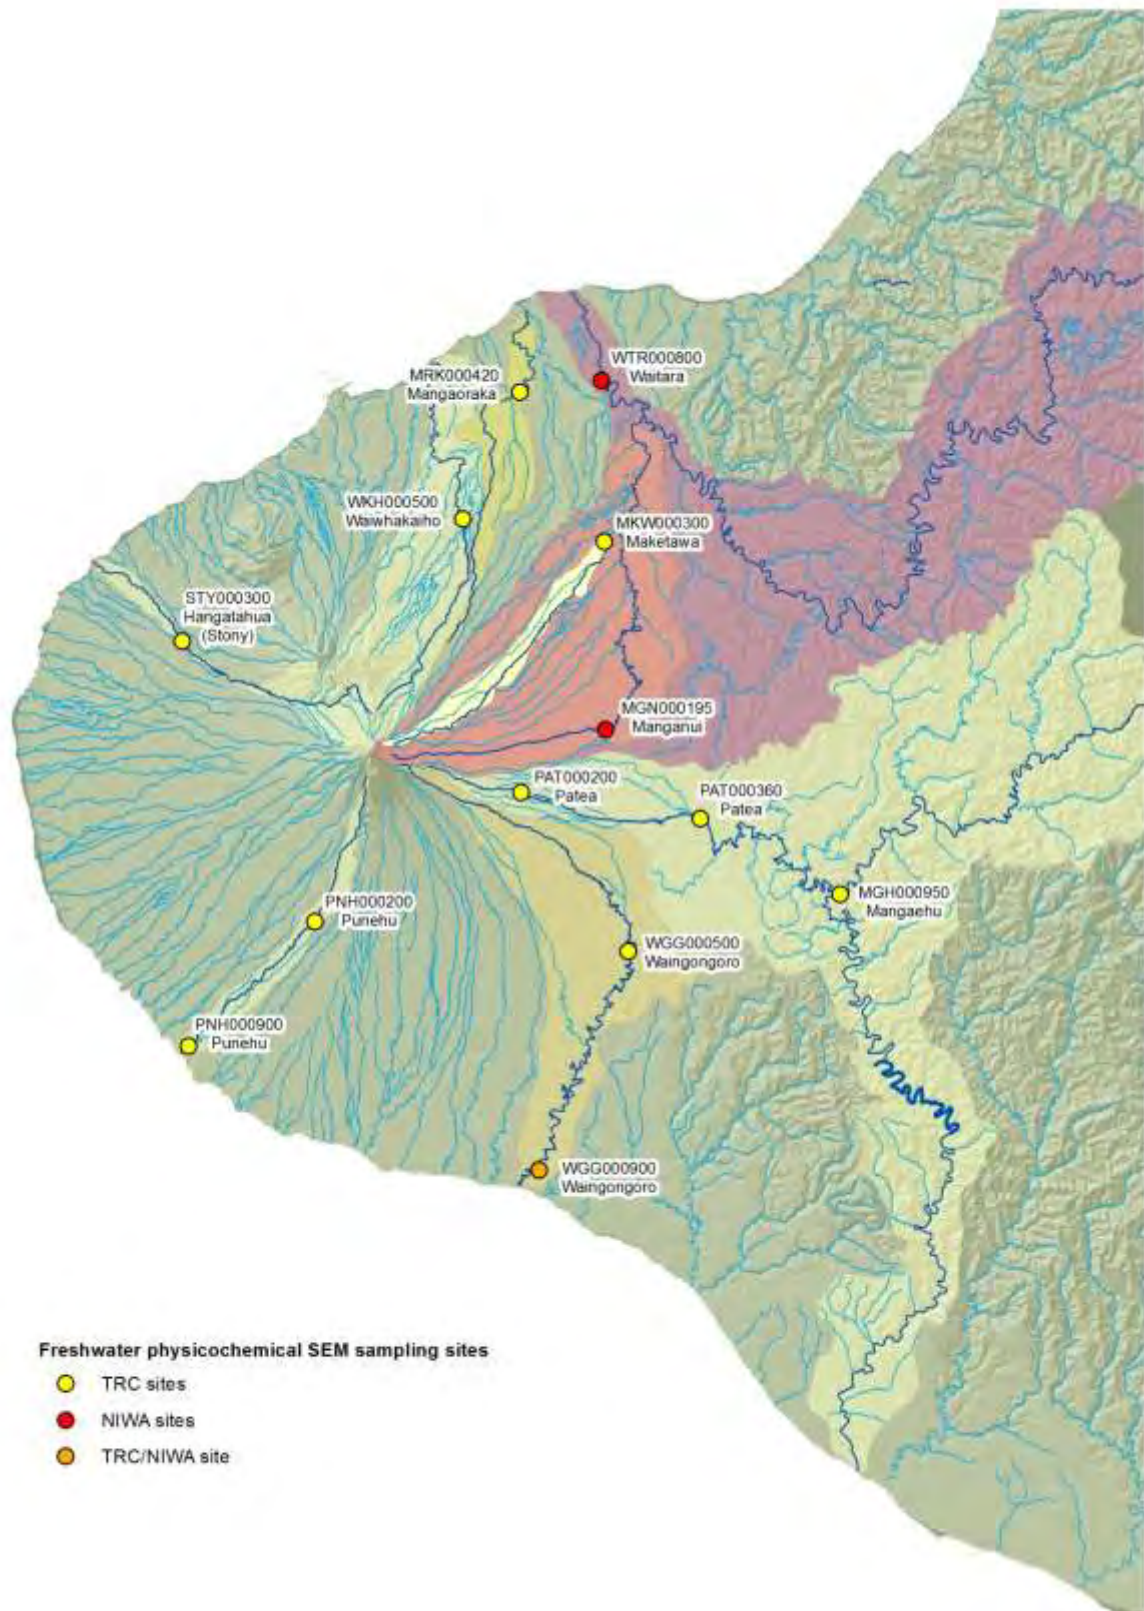 WTR000800
Waitara
MRK000420
Mangaoraka
WKH000500
Waiwhakaiho
MKW000300
Maketawa
STY000300
Hangatahua
(Stony)
MGN000195
Manganui
PAT000200
Patea
PAT000360
Patea
MGH000950
Mangaehu
PNH000200
Punehu
WGG000500
Waingongoro
PNH000900
Punehu
WGG000900
Waingongoro
Freshwater physicochemical SEM sampling sites
TRC sites
NIWA sites
TRC/NIWA site